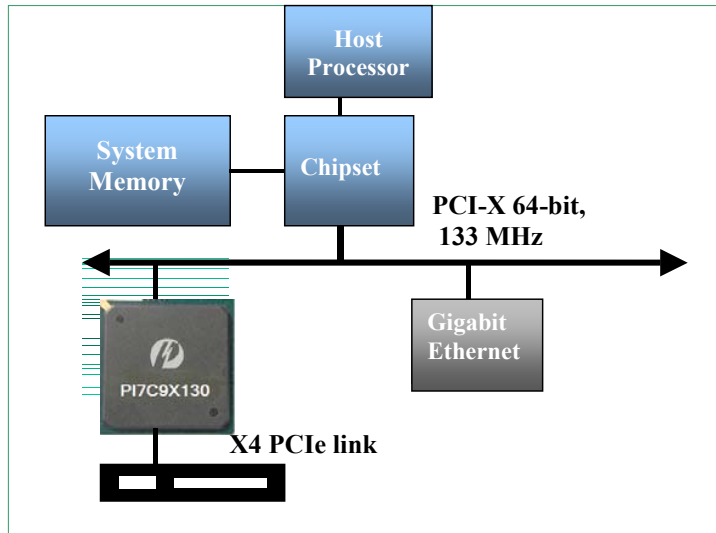 Host
Processor
System
Memory
Chipset
PCI-X 64-bit,
133 MHz
PI7C9X130
Gigabit
Ethernet
X4 PCIe link